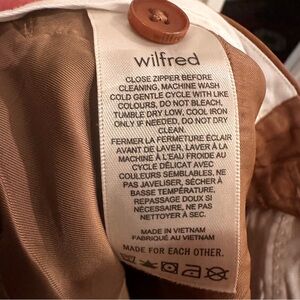 wilfred
CLOSE ZIPPER BEFORE
CLEANING, MACHINE WASH
COLD GENTLE CYCLE WITH LIKE
COLOURS, DO NOT BLEACH,
TUMBLE DRY LOW, COOL IRON
ONLY IF NEEDED, DO NOT DRY
CLEAN.
FERMER LA FERMETURE ÉCLAIR
AVANT DE LAVER, LAVER À LA
MACHINE À L'EAU FROIDE AU
CYCLE DÉLICAT AVEC
COULEURS SEMBLABLES, NE
PAS JAVELISER, SÉCHER À
BASSE TEMPÉRATURE,
REPASSAGE DOUX SI
NÉCESSAIRE, NE PAS
NETTOYER À SEC.
MADE IN VIETNAM
FABRIQUÉ AU VIETNAM
MADE FOR EACH OTHER.